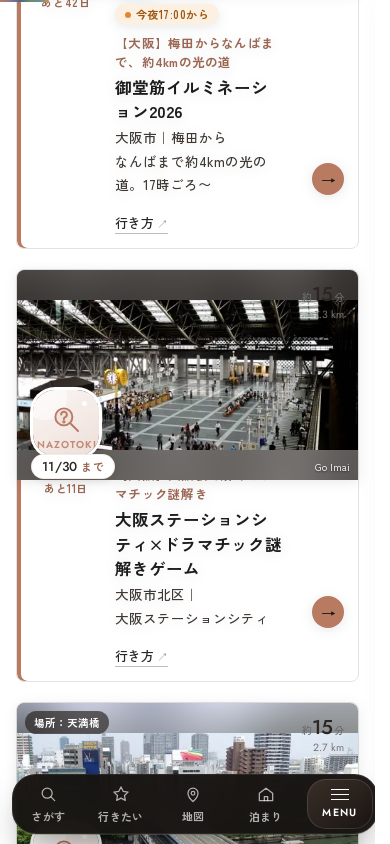 あと42日
今夜17:00から
【大阪】梅田からなんばま
で、約4kmの光の道
御堂筋イルミネーシ
ョン2026
大阪市｜梅田から
なんばまで約4kmの光の
道。17時ごろ〜
→
行き方 ↗
約15分
.3 km
NAZOTOKI
11/30 まで
Go Imai
あと11日
マチック謎解き
大阪ステーションシ
ティ×ドラマチック謎
解きゲーム
大阪市北区｜
大阪ステーションシティ
→
行き方 ↗
場所：天満橋
約15分
2.7 km
さがす
行きたい
地図
泊まり
MENU